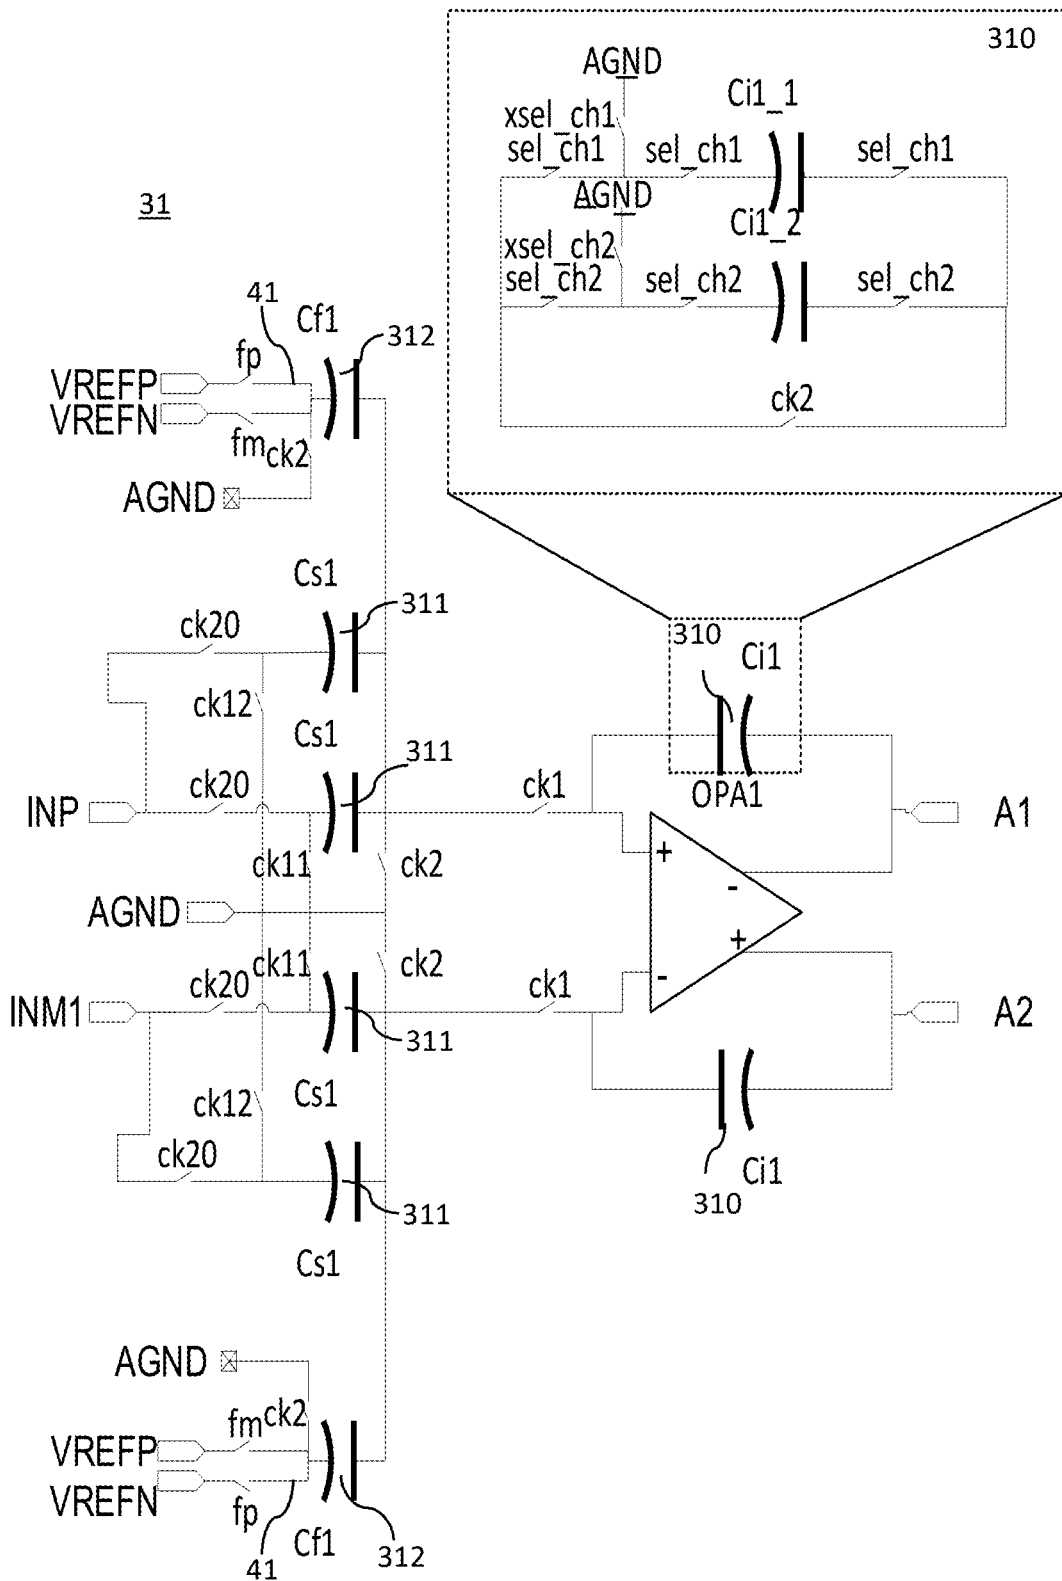 310
AGND
Ci1_1
xsel_ch1
sel_ch1 sel_ch1 sel_ch1
31
AGND
Ci1_2
xsel_ch2
sel_ch2 sel_ch2 sel_ch2
41
Cf1
312
fp
VREFP
VREFN
ck2
fm
ck2
AGND
Cs1
311
ck20
310
Ci1
ck12
Cs1
311
ck20
ck1
OPA1
INP
A1
+
ck11
ck2
-
AGND
+
ck11
ck2
ck20
-
ck1
INM1
A2
311
Cs1
ck12
ck20
Ci1
310
311
Cs1
AGND
ck2
fm
VREFP
VREFN
fp
Cf1
312
41